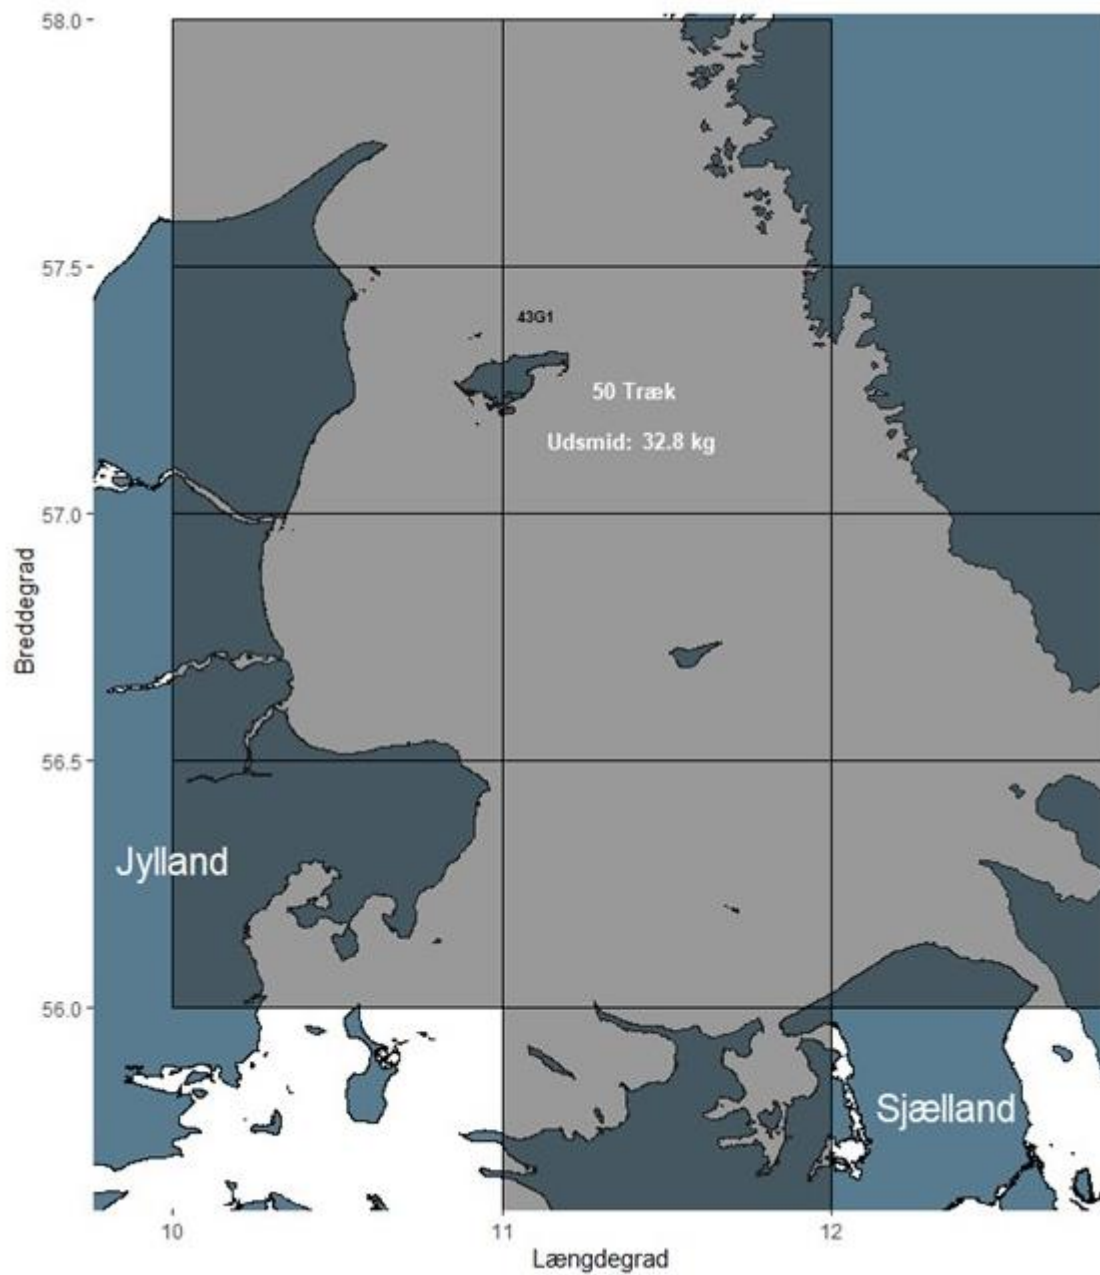 58.0
57.5
43G1
50 Træk
Udsmid: 32.8 kg
57.0
Breddegrad
56.5
Jylland
56.0
Sjælland
10
11
12
Længdegrad